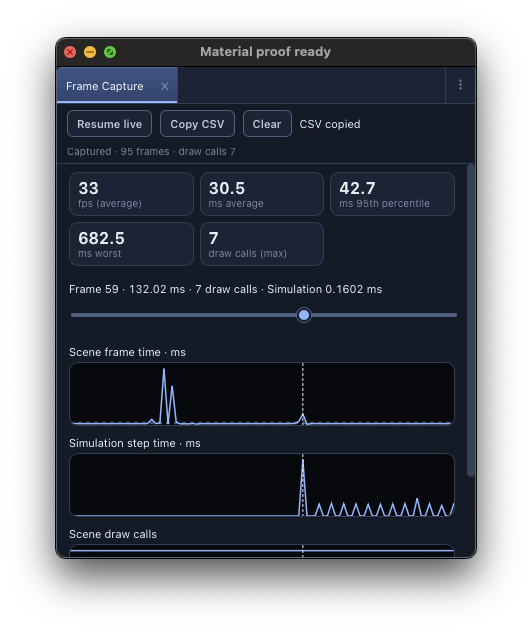 Material proof ready
Frame Capture
Resume live Copy CSV Clear CSV copied
Captured · 95 frames · draw calls 7
33 30.5 42.7
fps (average) ms average ms 95th percentile
682.5 7
ms worst draw calls (max)
Frame 59 · 132.02 ms · 7 draw calls · Simulation 0.1602 ms
Scene frame time · ms
Simulation step time · ms
Scene draw calls